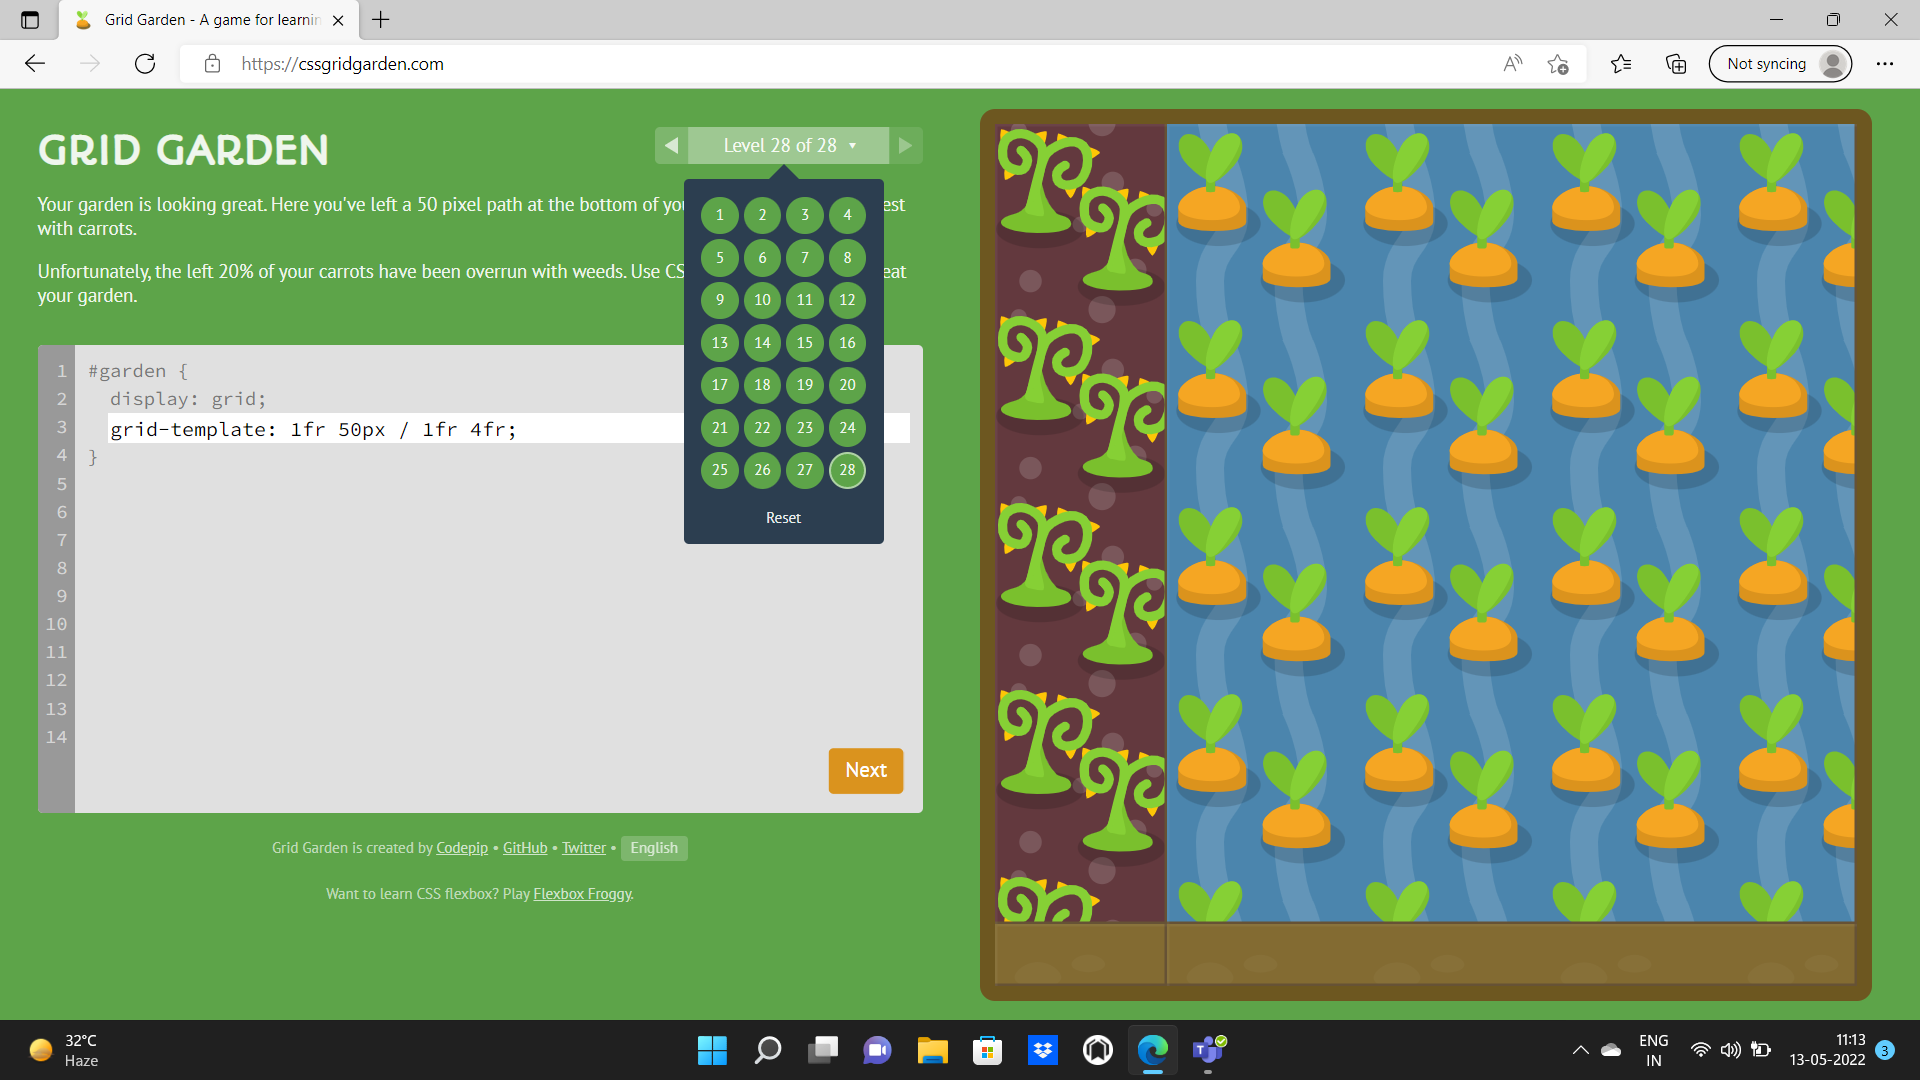 Grid Garden - A game for learnin
https://cssgridgarden.com
Not syncing
GRID GARDEN
Level 28 of 28
Your garden is looking great. Here you've left a 50 pixel path at the bottom of you est
with carrots.
Unfortunately, the left 20% of your carrots have been overrun with weeds. Use CS eat
your garden.
1 2 3 4
5 6 7 8
9 10 11 12
13 14 15 16
17 18 19 20
21 22 23 24
25 26 27 28
Reset
1 #garden {
2 display: grid;
3 grid-template: 1fr 50px / 1fr 4fr;
4 }
5
6
7
8
9
10
11
12
13
14
Next
Grid Garden is created by Codepip • GitHub • Twitter • English
Want to learn CSS flexbox? Play Flexbox Froggy.
32°C
Haze
ENG
IN
11:13
13-05-2022
3